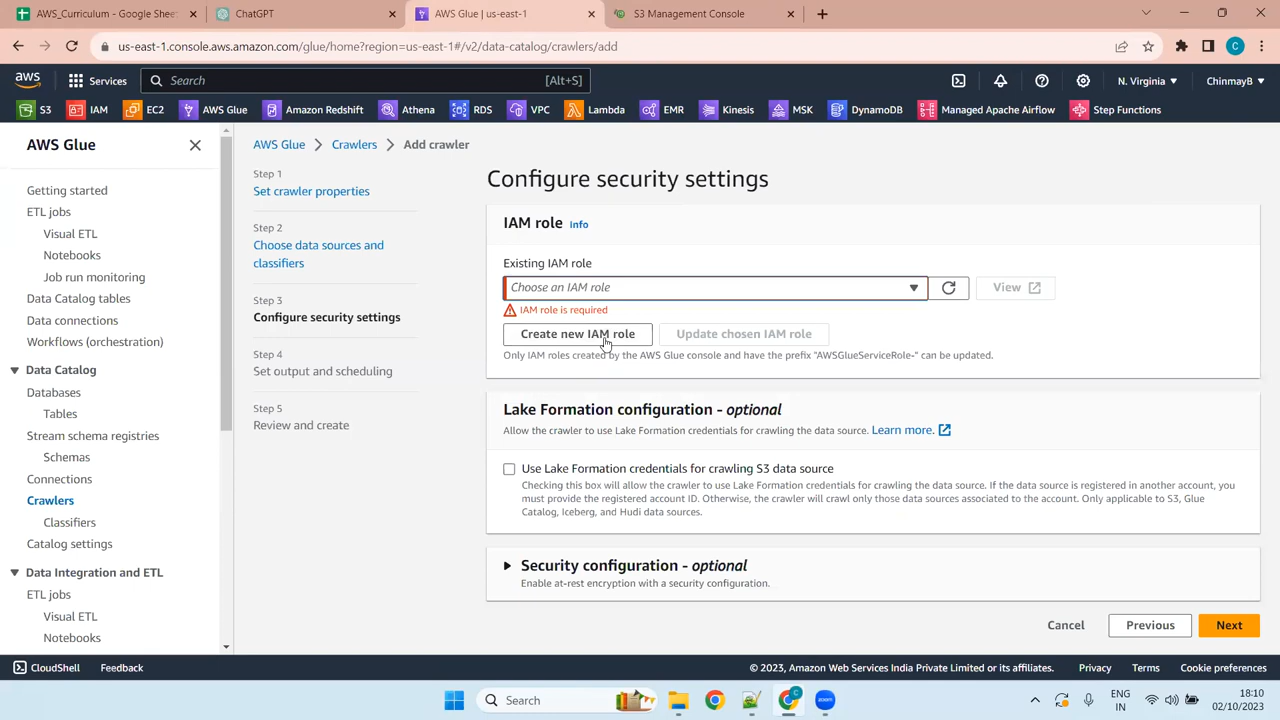 AWS_Curriculum - Google Sheet
ChatGPT
AWS Glue | us-east-1
S3 Management Console
us-east-1.console.aws.amazon.com/glue/home?region=us-east-1#/v2/data-catalog/crawlers/add
C
aws
Services
Search
[Alt+S]
N. Virginia
ChinmayB
S3
IAM
EC2
AWS Glue
Amazon Redshift
Athena
RDS
VPC
Lambda
EMR
Kinesis
MSK
DynamoDB
Managed Apache Airflow
Step Functions
AWS Glue
Getting started
ETL jobs
Visual ETL
Notebooks
Job run monitoring
Data Catalog tables
Data connections
Workflows (orchestration)
Data Catalog
Databases
Tables
Stream schema registries
Schemas
Connections
Crawlers
Classifiers
Catalog settings
Data Integration and ETL
ETL jobs
Visual ETL
Notebooks
AWS Glue
Crawlers
Add crawler
Step 1
Set crawler properties
Step 2
Choose data sources and
classifiers
Step 3
Configure security settings
Step 4
Set output and scheduling
Step 5
Review and create
Configure security settings
IAM role Info
Existing IAM role
Choose an IAM role
View
IAM role is required
Create new IAM role
Update chosen IAM role
Only IAM roles created by the AWS Glue console and have the prefix "AWSGlueServiceRole-" can be updated.
Lake Formation configuration - optional
Allow the crawler to use Lake Formation credentials for crawling the data source. Learn more.
Use Lake Formation credentials for crawling S3 data source
Checking this box will allow the crawler to use Lake Formation credentials for crawling the data source. If the data source is registered in another account, you
must provide the registered account ID. Otherwise, the crawler will crawl only those data sources associated to the account. Only applicable to S3, Glue
Catalog, Iceberg, and Hudi data sources.
Security configuration - optional
Enable at-rest encryption with a security configuration.
Cancel
Previous
Next
CloudShell
Feedback
© 2023, Amazon Web Services India Private Limited or its affiliates.
Privacy
Terms
Cookie preferences
Search
C
zoom
ENG
IN
18:10
02/10/2023